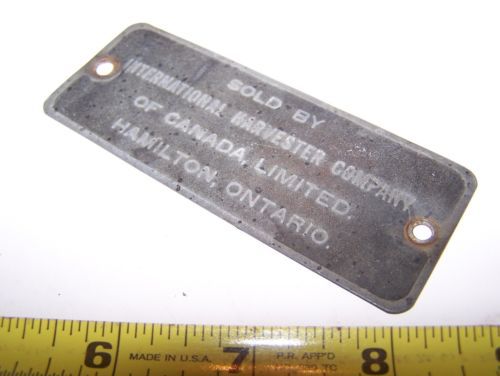 SOLD BY
INTERNATIONAL HARVESTER COMPANY
OF CANADA, LIMITED.
HAMILTON, ONTARIO.
6 MADE IN U.S.A. 7 P.R. APP'D 8